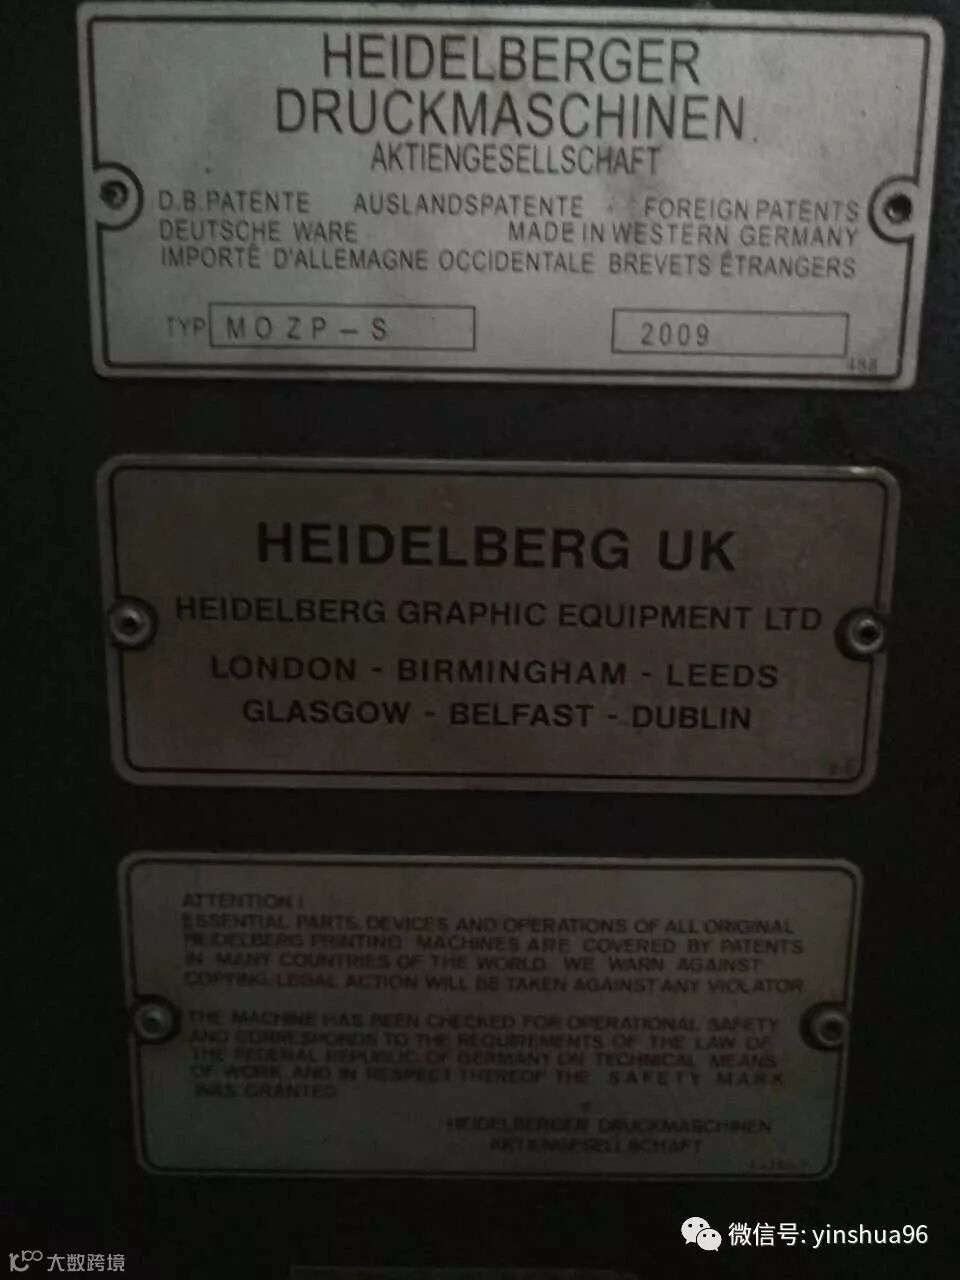 HEIDELBERGER
DRUCKMASCHINEN
AKTIENGESELLSCHAFT
D.B. PATENTE AUSLANDSPATENTE FOREIGN PATENTS
DEUTSCHE WARE MADE IN WESTERN GERMANY
IMPORTÉ D'ALLEMAGNE OCCIDENTALE BREVETS ÉTRANGERS
TYP MOZP-S 2009
488
HEIDELBERG UK
HEIDELBERG GRAPHIC EQUIPMENT LTD
LONDON - BIRMINGHAM - LEEDS
GLASGOW - BELFAST - DUBLIN
ATTENTION!
ESSENTIAL PARTS, DEVICES AND OPERATIONS OF ALL ORIGINAL
HEIDELBERG PRINTING MACHINES ARE COVERED BY PATENTS
IN MANY COUNTRIES OF THE WORLD. WE WARN AGAINST
COPYING. LEGAL ACTION WILL BE TAKEN AGAINST ANY VIOLATOR.
THE MACHINE HAS BEEN CHECKED FOR OPERATIONAL SAFETY
AND CORRESPONDS TO THE REQUIREMENTS OF THE LAW OF
THE FEDERAL REPUBLIC OF GERMANY ON TECHNICAL MEANS
OF WORK AND IN RESPECT THEREOF THE SAFETY MARK
WAS GRANTED.
HEIDELBERGER DRUCKMASCHINEN
AKTIENGESELLSCHAFT
微信号: yinshua96
大数跨境